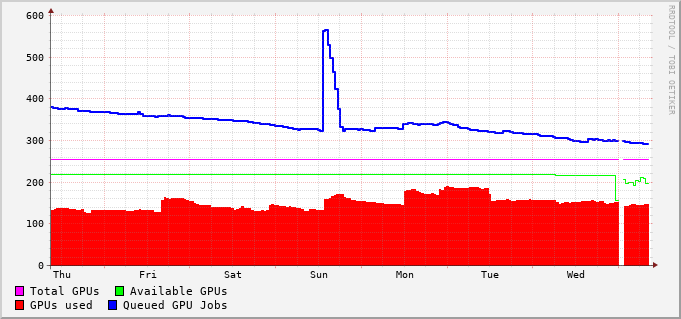 RRDTOOL / TOBI OETIKER
600
500
400
300
200
100
0
Thu Fri Sat Sun Mon Tue Wed
Total GPUs Available GPUs
GPUs used Queued GPU Jobs